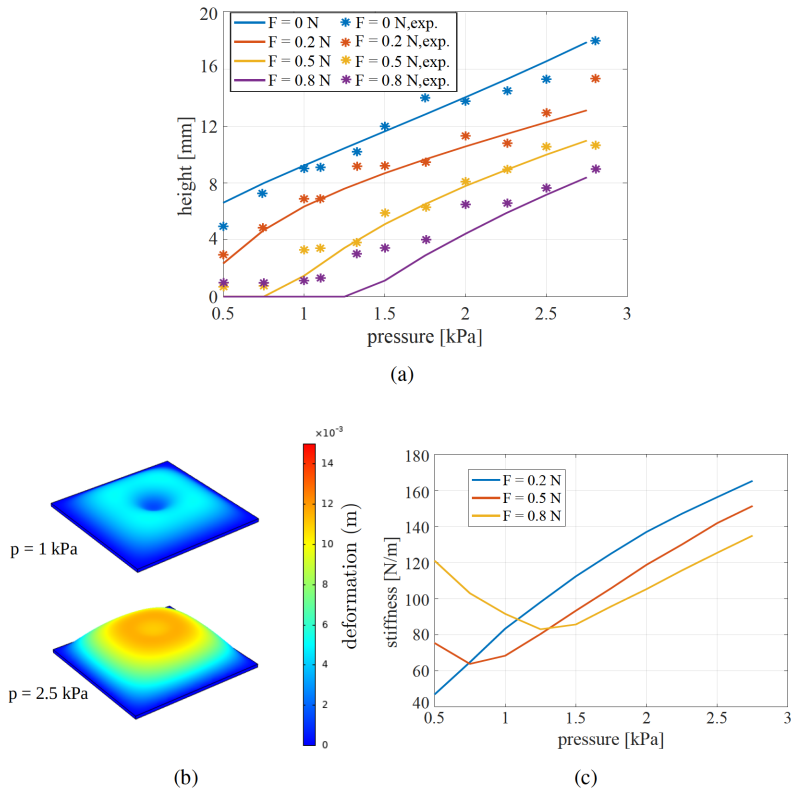 20
16
12
8
4
0
height [mm]
F = 0 N
F = 0.2 N
F = 0.5 N
F = 0.8 N
F = 0 N,exp.
F = 0.2 N,exp.
F = 0.5 N,exp.
F = 0.8 N,exp.
0.5 1 1.5 2 2.5 3
pressure [kPa]
(a)
p = 1 kPa
p = 2.5 kPa
×10⁻³
14
12
10
8
6
4
2
0
deformation (m)
(b)
180
160
140
120
100
80
60
40
stiffness [N/m]
F = 0.2 N
F = 0.5 N
F = 0.8 N
0.5 1 1.5 2 2.5 3
pressure [kPa]
(c)